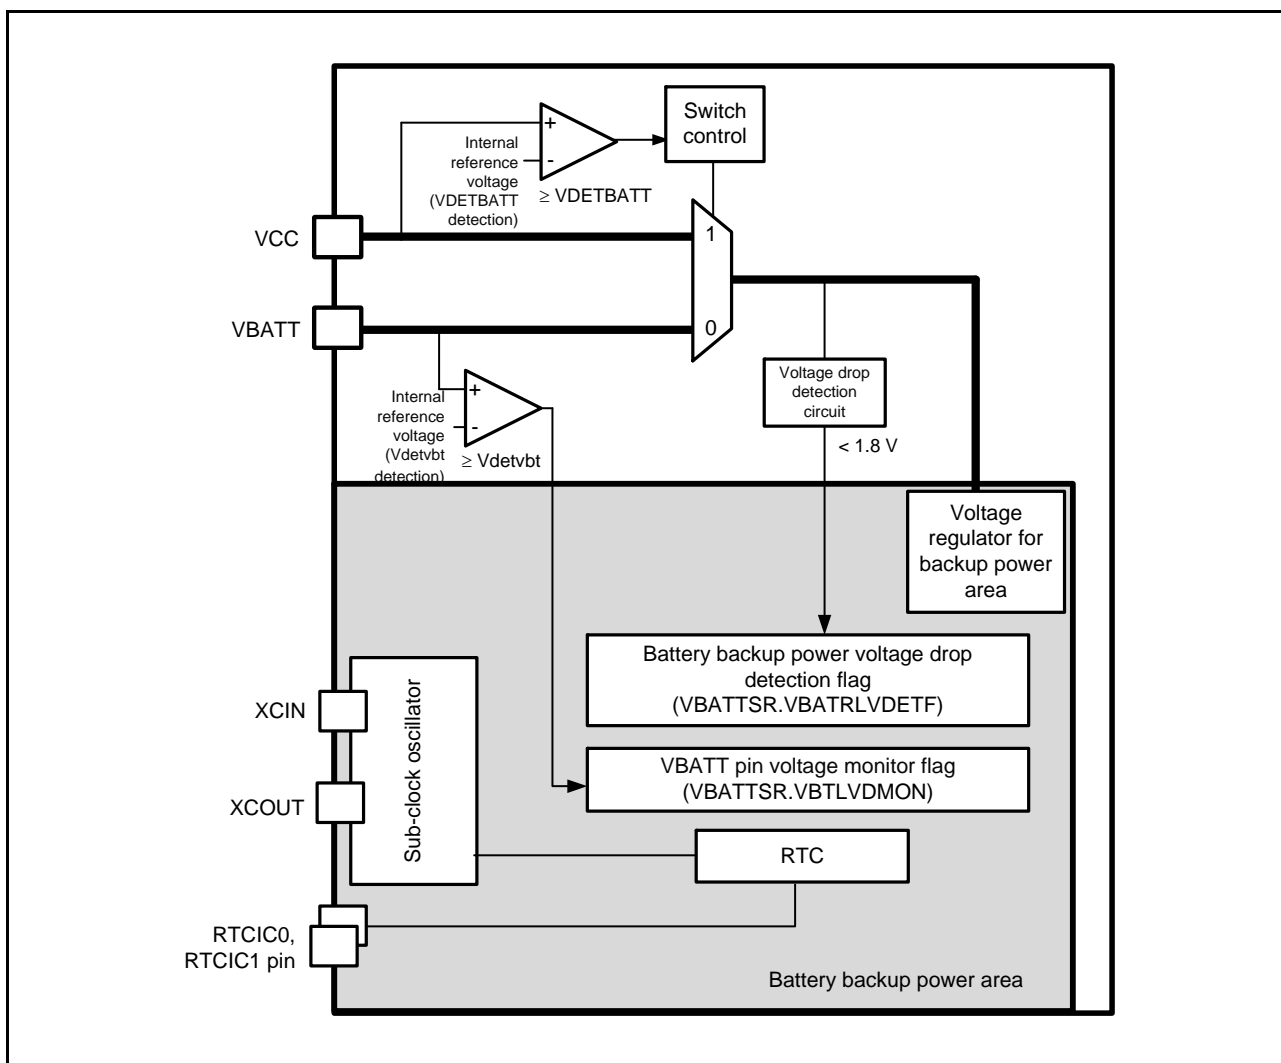 Switch
control
+
-
Internal
reference
voltage
(VDETBATT
detection)
≥ VDETBATT
VCC
1
VBATT
0
Voltage drop
detection
circuit
< 1.8 V
+
-
Internal
reference
voltage
(Vdetvbt
detection)
≥ Vdetvbt
Voltage
regulator for
backup power
area
Battery backup power voltage drop
detection flag
(VBATTSR.VBATRLVDETF)
XCIN
Sub-clock oscillator
VBATT pin voltage monitor flag
(VBATTSR.VBTLVDMON)
XCOUT
RTC
RTCIC0,
RTCIC1 pin
Battery backup power area